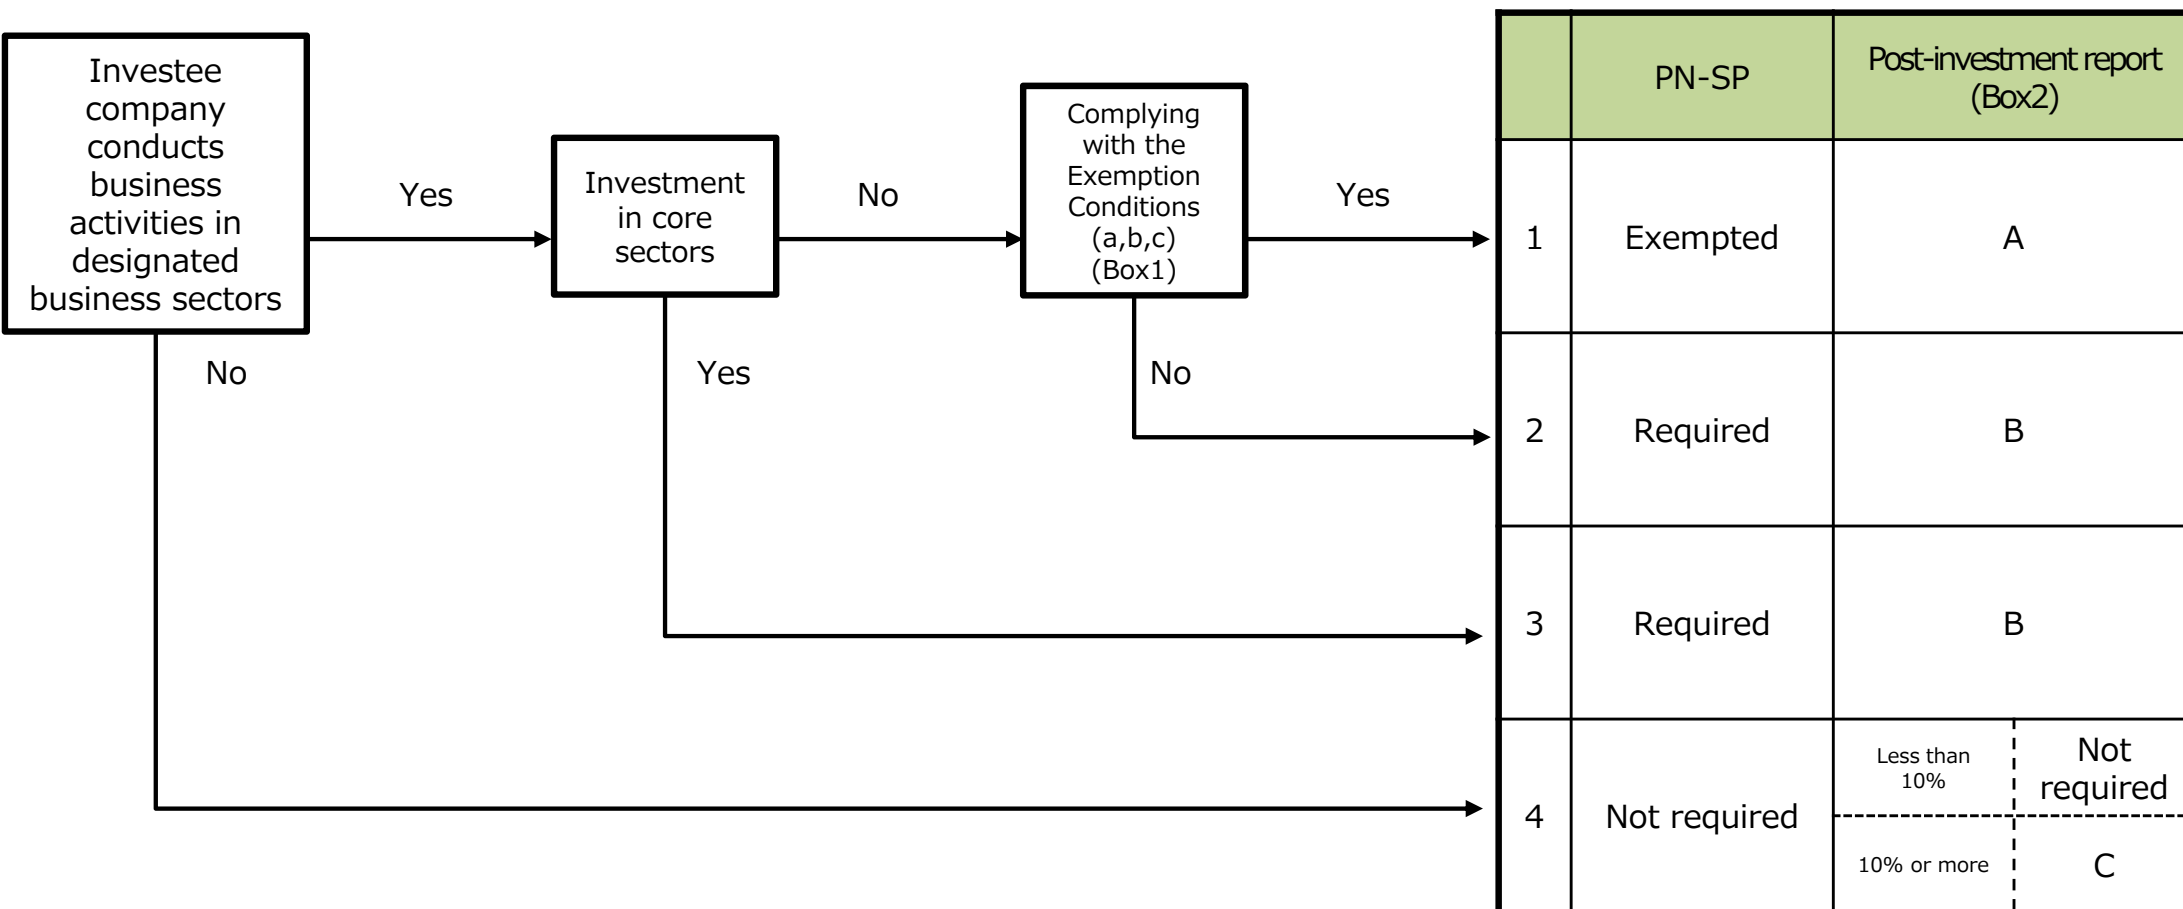 Investee
company
conducts
business
activities in
designated
business sectors
Yes
No
Investment
in core
sectors
No
Yes
Complying
with the
Exemption
Conditions
(a,b,c)
(Box1)
Yes
No
PN-SP
Post-investment report
(Box2)
1
Exempted
A
2
Required
B
3
Required
B
4
Not required
Less than
10%
Not
required
10% or more
C